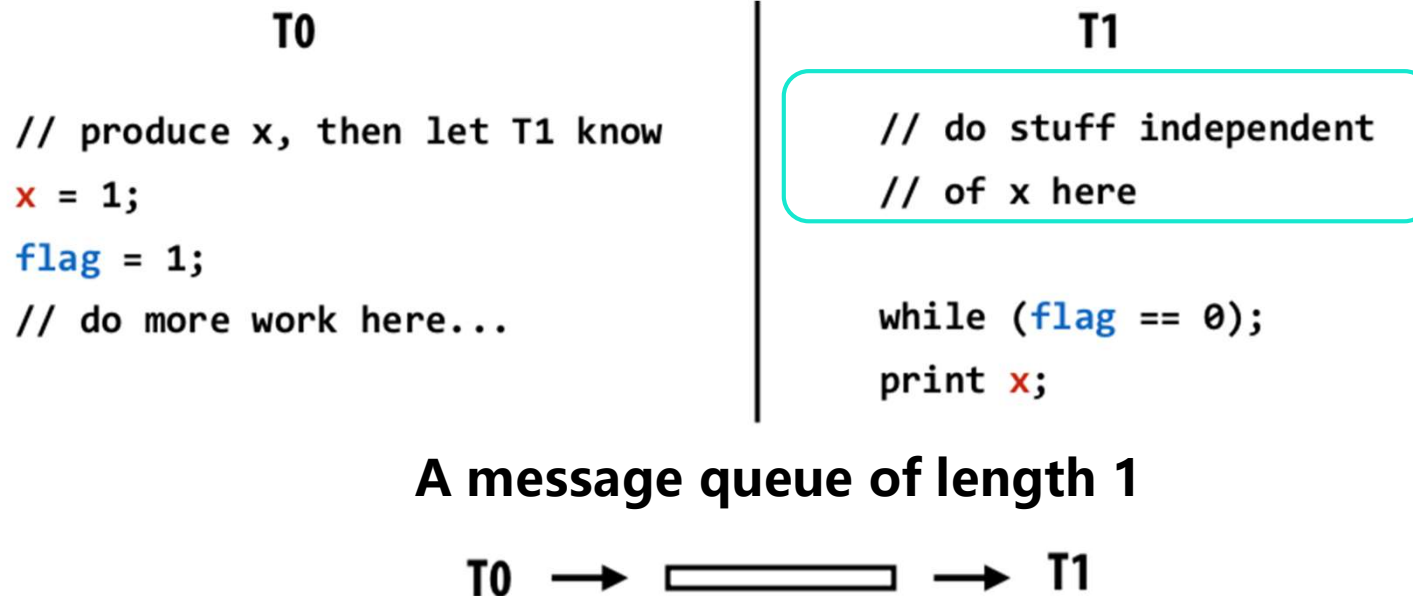 T0
// produce x, then let T1 know
x = 1;
flag = 1;
// do more work here...
T1
// do stuff independent
// of x here
while (flag == 0);
print x;
A message queue of length 1
T0
T1